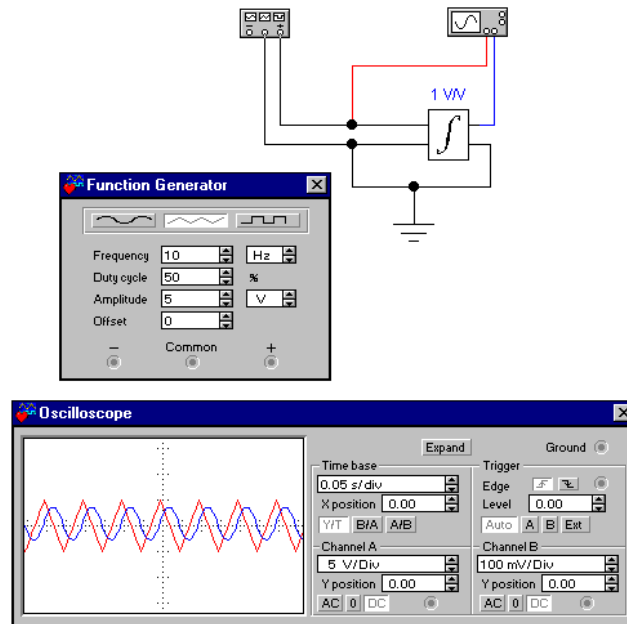 1 V/V
∫
Function Generator
Frequency 10 Hz
Duty cycle 50 %
Amplitude 5 V
Offset 0
− Common +
Oscilloscope
Expand Ground
Time base
0.05 s/div
X position 0.00
Y/T B/A A/B
Trigger
Edge
Level 0.00
Auto A B Ext
Channel A
5 V/Div
Y position 0.00
AC 0 DC
Channel B
100 mV/Div
Y position 0.00
AC 0 DC